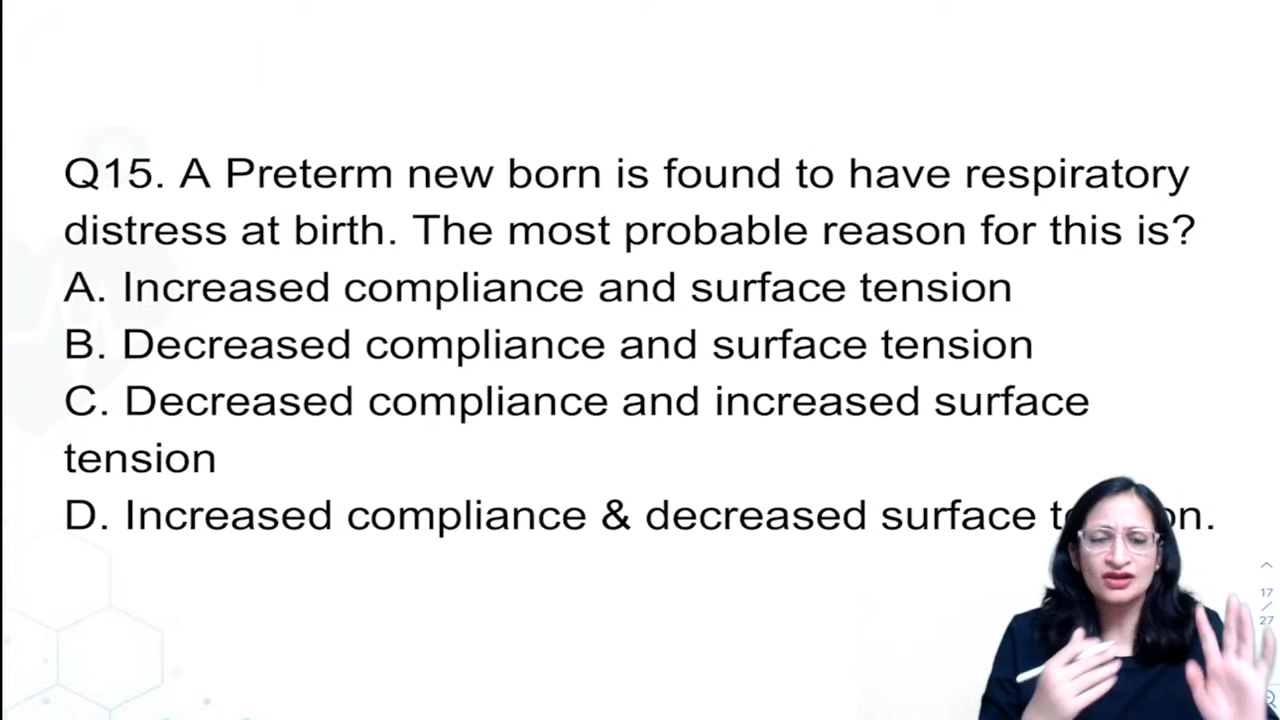 Q15. A Preterm new born is found to have respiratory
distress at birth. The most probable reason for this is?
A. Increased compliance and surface tension
B. Decreased compliance and surface tension
C. Decreased compliance and increased surface
tension
D. Increased compliance & decreased surface
17
/
27